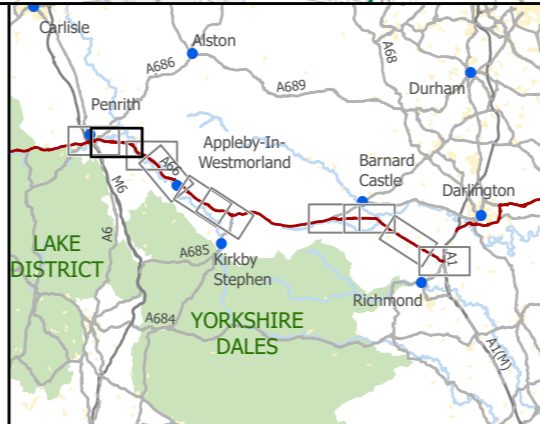 Carlisle
Alston
A68
A686
A689
Durham
Penrith
Appleby-In-
Westmorland
Barnard
Castle
A66
Darlington
M6
LAKE
DISTRICT
A6
A685
Kirkby
Stephen
A1
Richmond
A684
YORKSHIRE
DALES
A1(M)